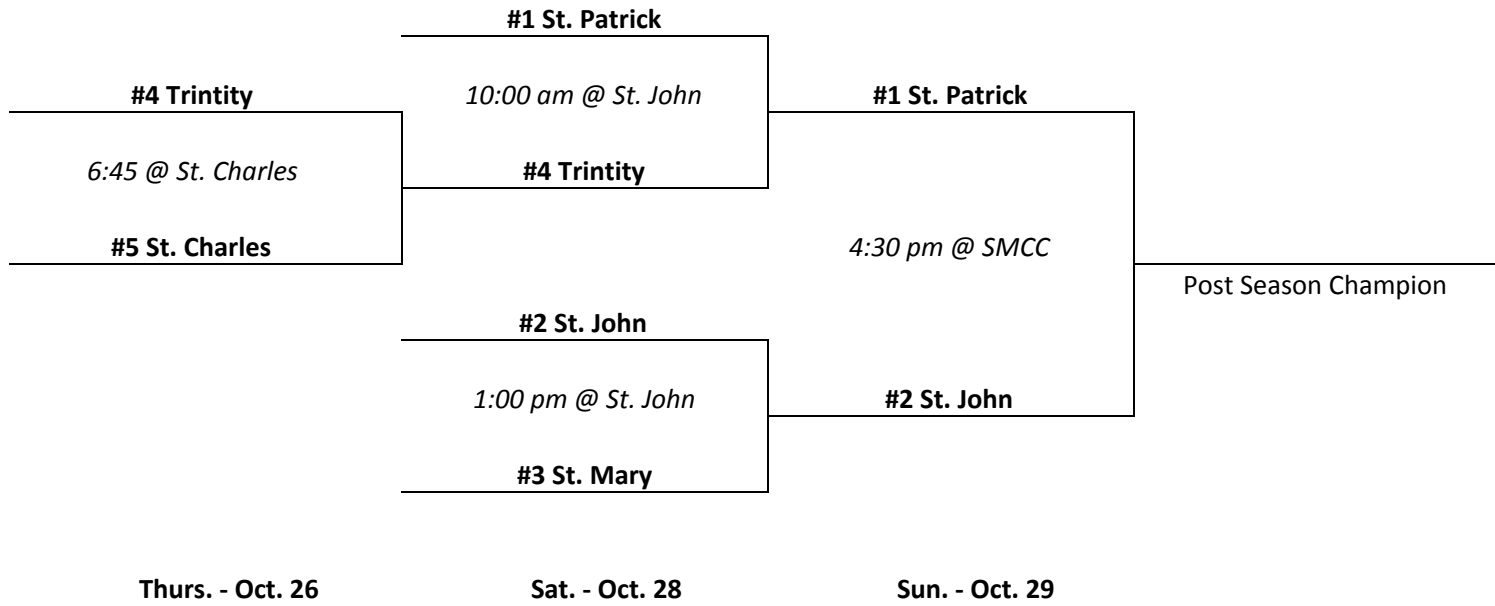 #1 St. Patrick
#4 Trintity
10:00 am @ St. John
#1 St. Patrick
6:45 @ St. Charles
#4 Trintity
#5 St. Charles
4:30 pm @ SMCC
Post Season Champion
#2 St. John
1:00 pm @ St. John
#2 St. John
#3 St. Mary
Thurs. - Oct. 26
Sat. - Oct. 28
Sun. - Oct. 29